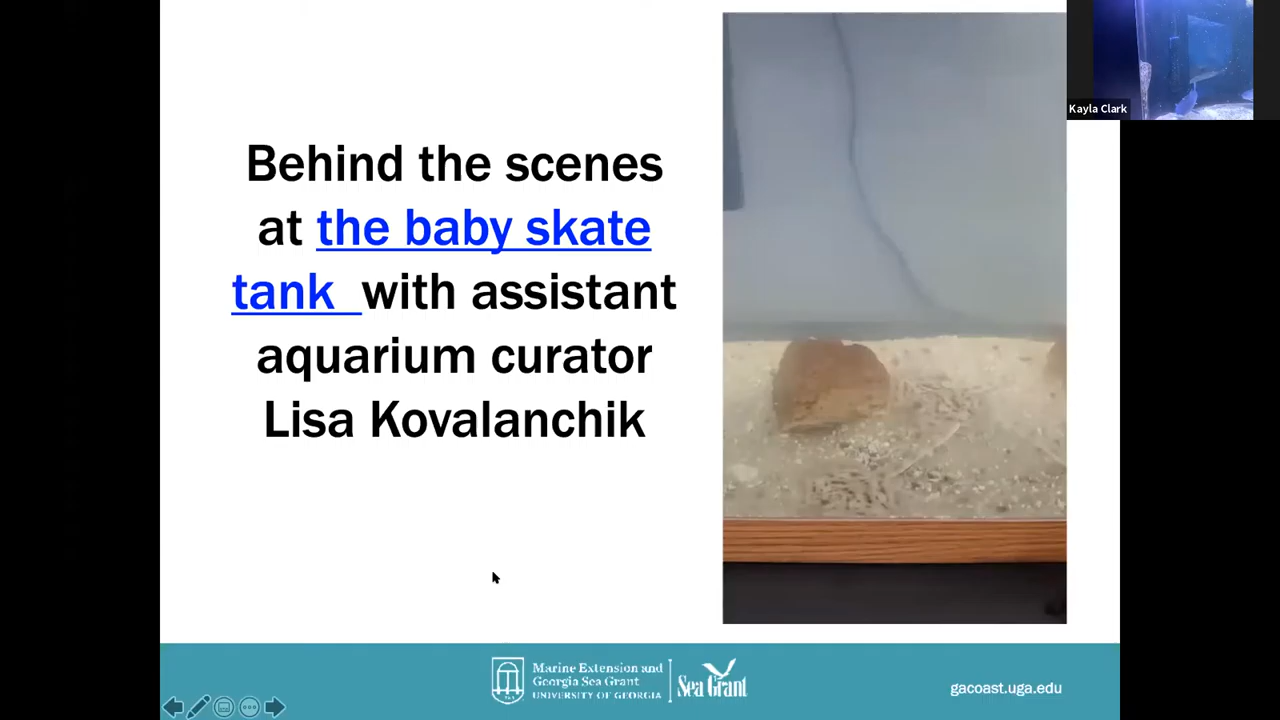 Kayla Clark
Behind the scenes
at the baby skate
tank with assistant
aquarium curator
Lisa Kovalanchik
Marine Extension and
Georgia Sea Grant
UNIVERSITY OF GEORGIA
Sea Grant
gacoast.uga.edu